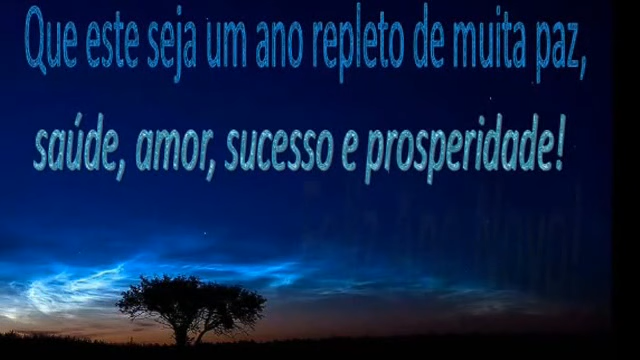 Que este seja um ano repleto de muita paz,
saúde, amor, sucesso e prosperidade!